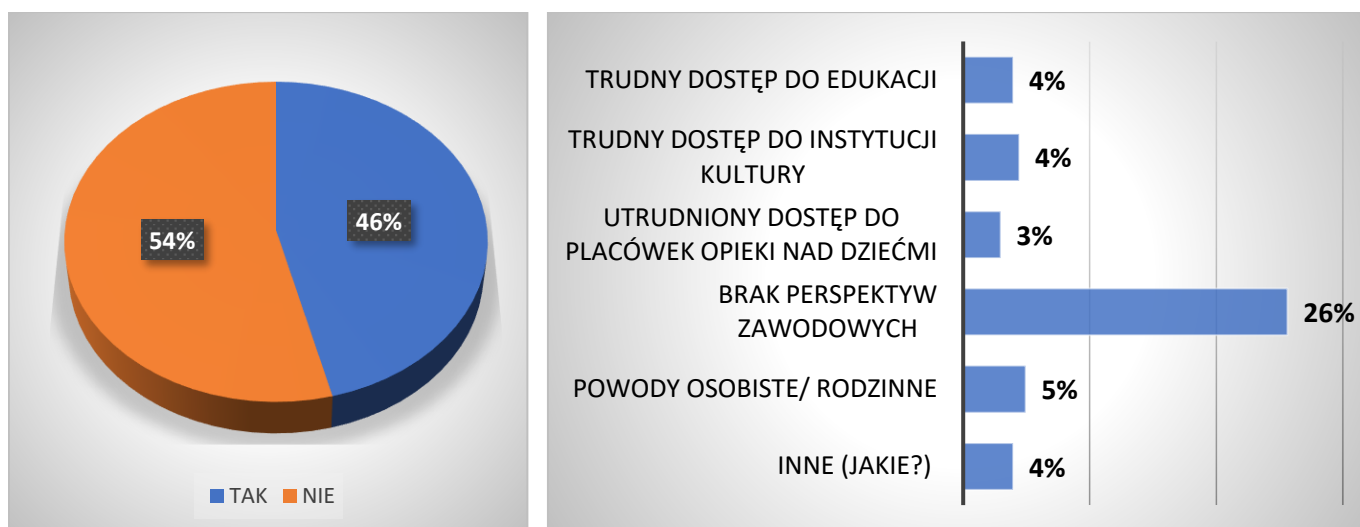 54%
46%
TAK NIE
TRUDNY DOSTĘP DO EDUKACJI 4%
TRUDNY DOSTĘP DO INSTYTUCJI
KULTURY 4%
UTRUDNIONY DOSTĘP DO
PLACÓWEK OPIEKI NAD DZIEĆMI 3%
BRAK PERSPEKTYW
ZAWODOWYCH 26%
POWODY OSOBISTE/ RODZINNE 5%
INNE (JAKIE?) 4%